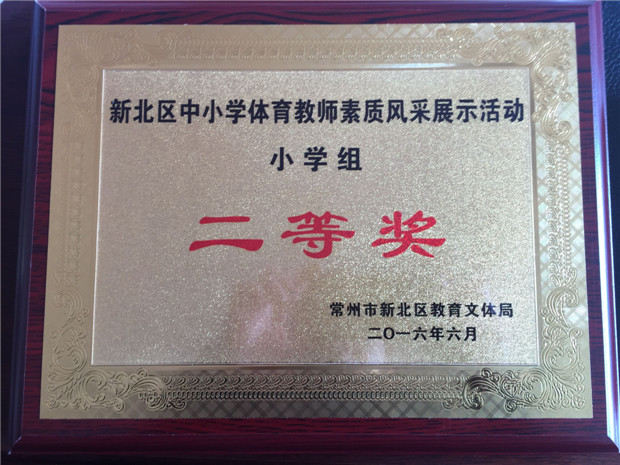 新北区中小学体育教师素质风采展示活动
小学组
二等奖
常州市新北区教育文体局
二〇一六年六月